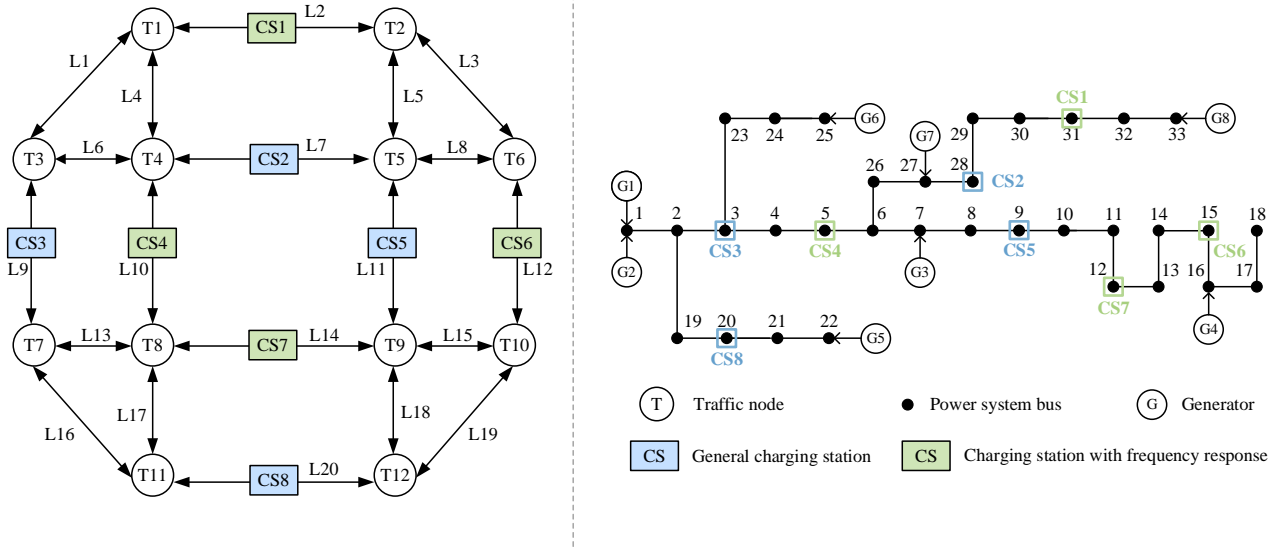 T1
CS1
L2
T2
L1
L4
L5
L3
T3
L6
T4
CS2
L7
T5
L8
T6
CS3
L9
CS4
L10
CS5
L11
CS6
L12
T7
L13
T8
CS7
L14
T9
L15
T10
L16
L17
L18
L19
T11
CS8
L20
T12
CS1
23
24
25
G6
G7
29
30
31
32
33
G8
26
27
28
CS2
G1
1
2
3
4
5
6
7
8
9
10
11
14
15
18
CS3
CS4
CS5
CS6
G2
G3
12
13
16
17
CS7
G4
19
20
21
22
G5
CS8
T Traffic node
Power system bus
G Generator
CS General charging station
CS Charging station with frequency response